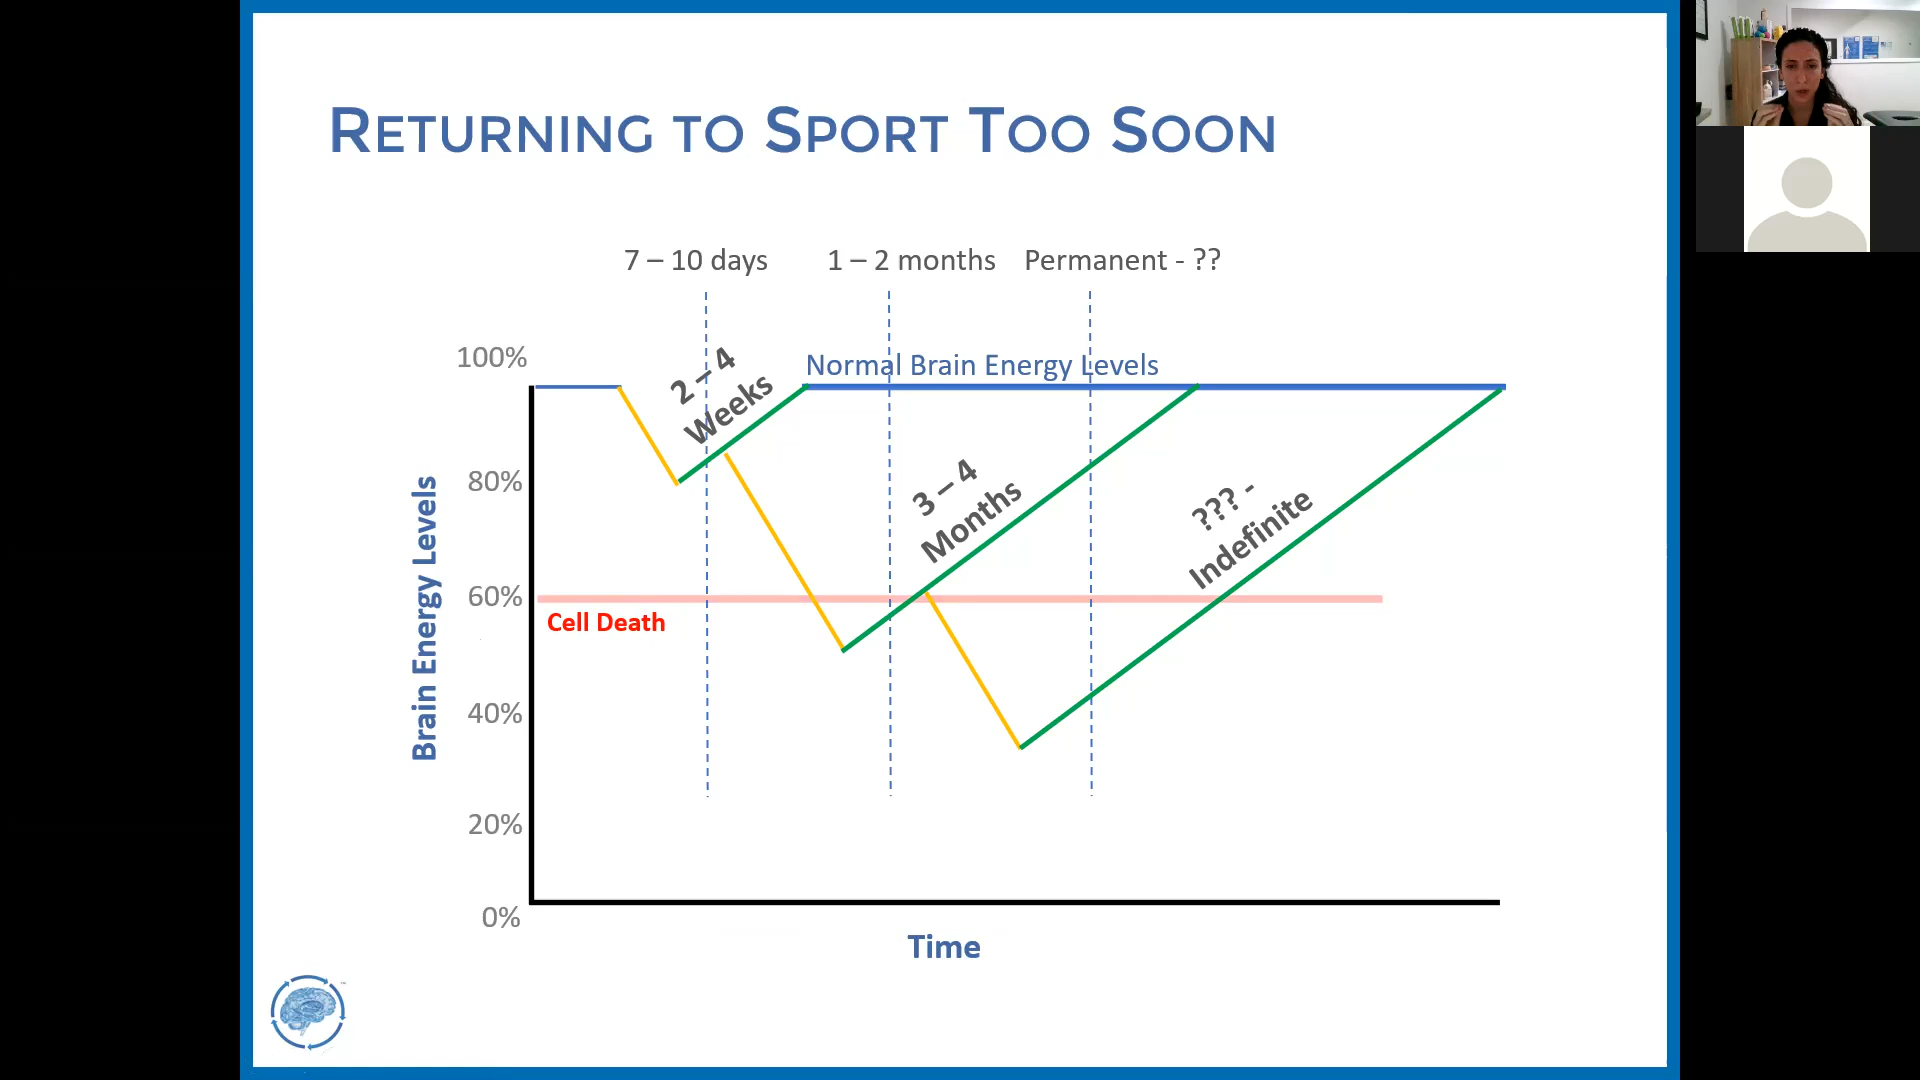 RETURNING TO SPORT TOO SOON
7 – 10 days
1 – 2 months
Permanent - ??
100%
80%
60%
40%
20%
0%
Brain Energy Levels
2 – 4
Weeks
Normal Brain Energy Levels
3 – 4
Months
??? -
Indefinite
Cell Death
Time